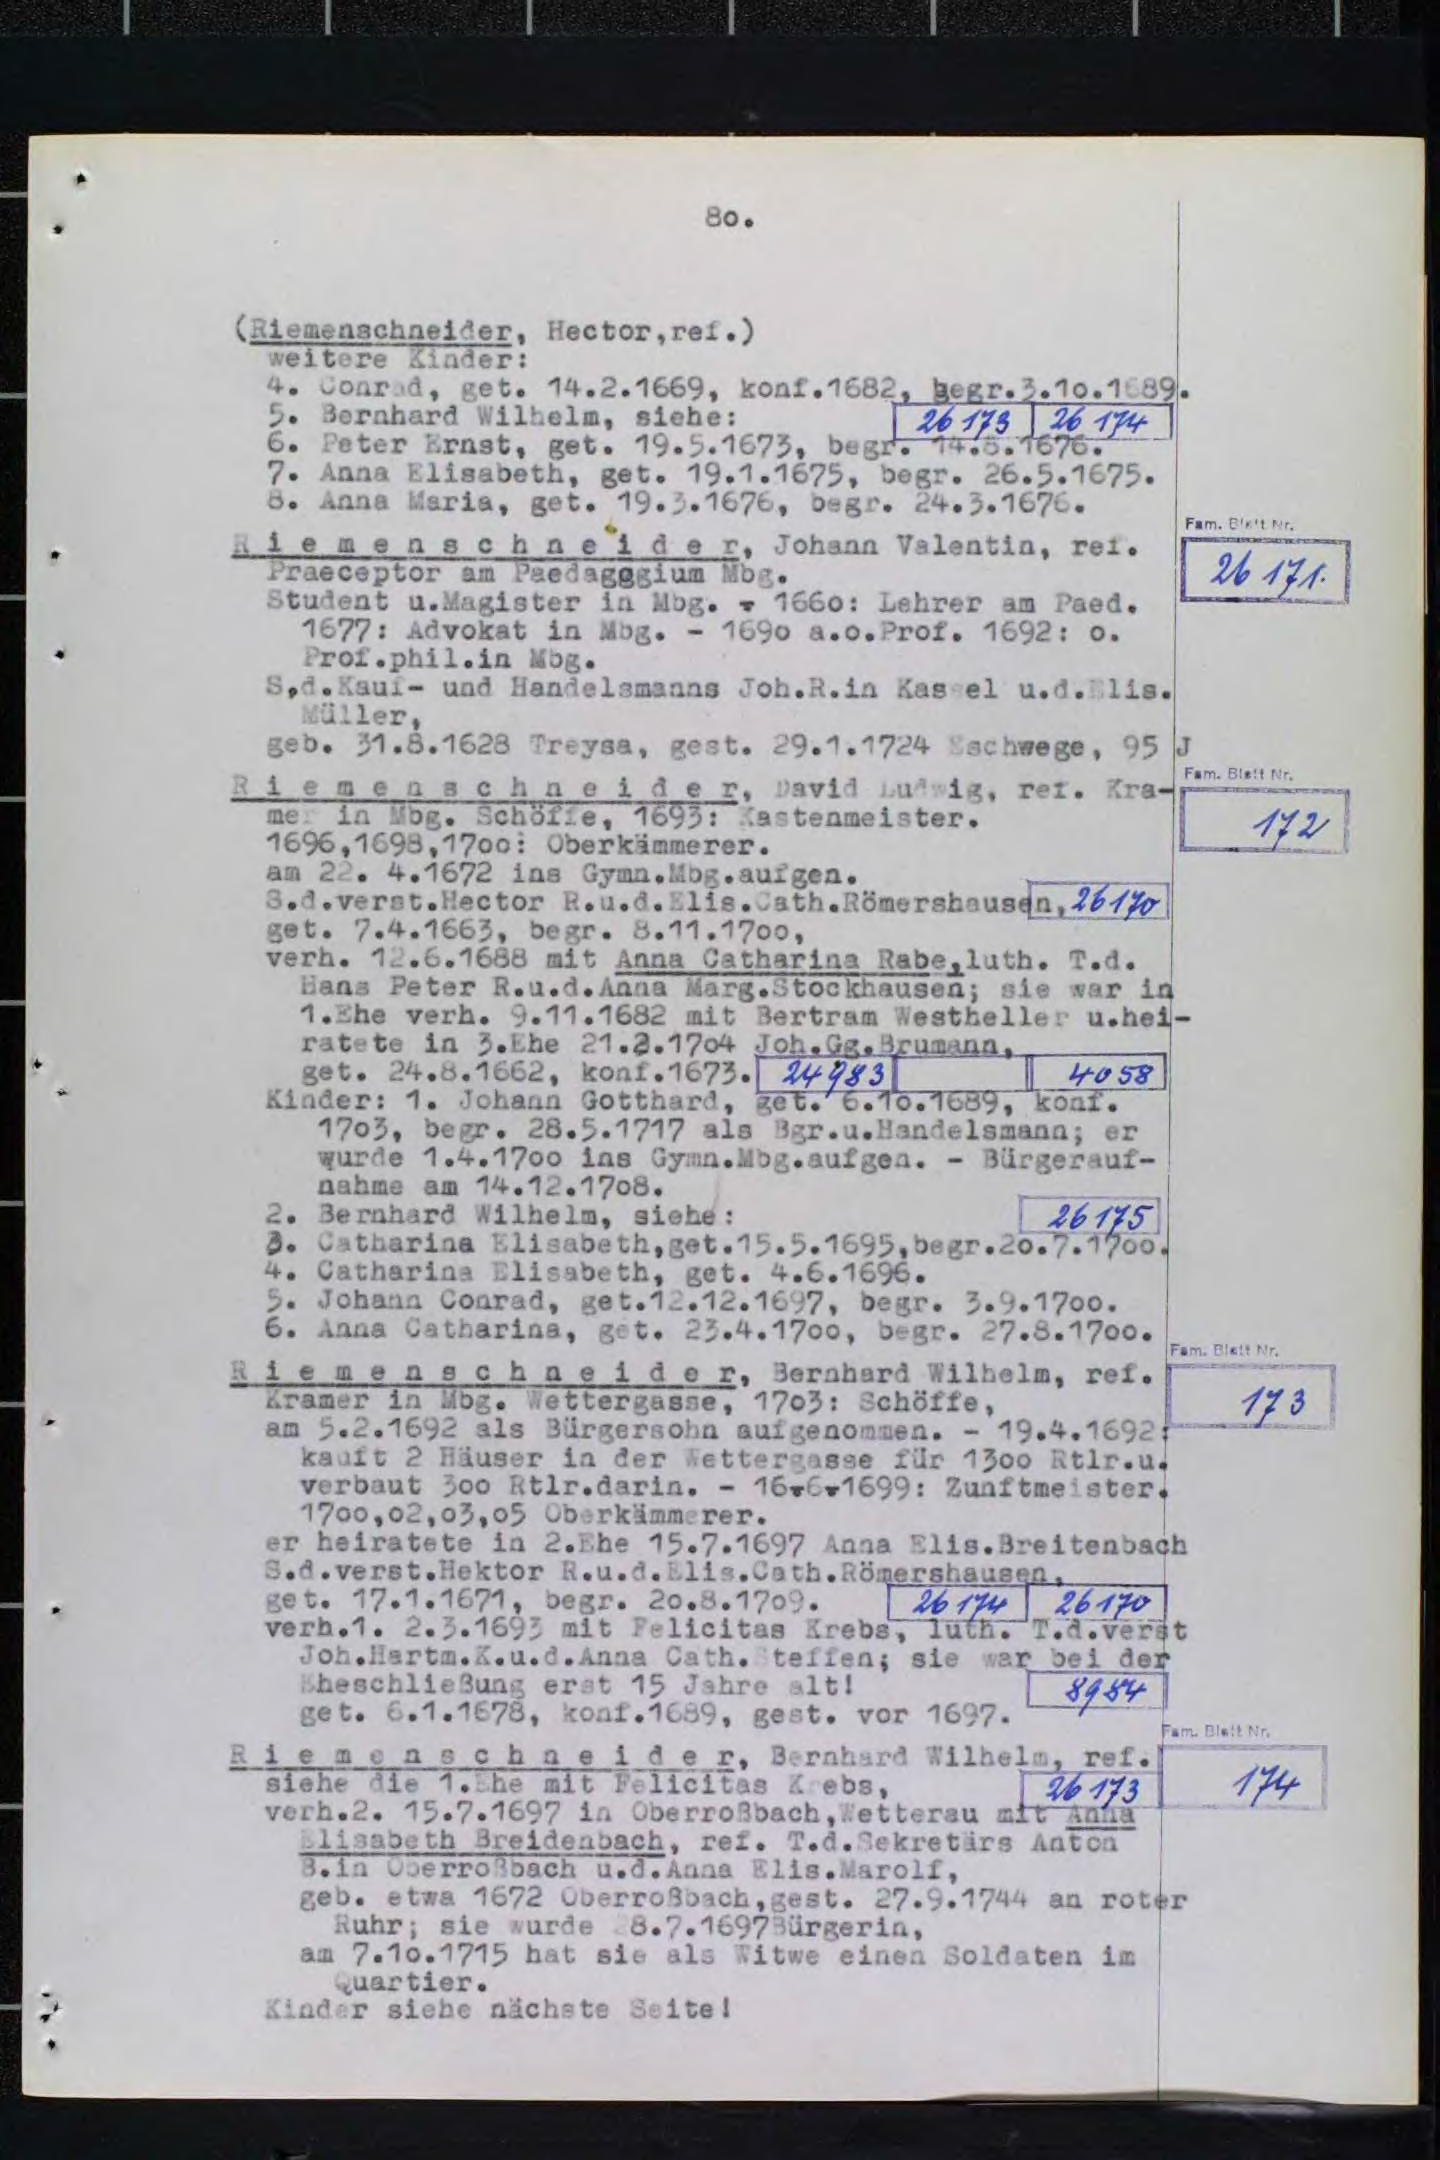 80.
(Riemenschneider, Hector,ref.)
weitere Kinder:
4. Conrad, get. 14.2.1669, konf.1682, begr.3.10.1689.
5. Bernhard Wilhelm, siehe: 26173 26174
6. Peter Ernst, get. 19.5.1673, begr. 14.8.1676.
7. Anna Elisabeth, get. 19.1.1675, begr. 26.5.1675.
8. Anna Maria, get. 19.3.1676, begr. 24.3.1676.
Fam. Blatt Nr.
26 171.
R i e m e n s c h n e i d e r, Johann Valentin, ref.
Praeceptor am Paedagogium Mbg.
Student u.Magister in Mbg. - 1660: Lehrer am Paed.
1677: Advokat in Mbg. - 1690 a.o.Prof. 1692: o.
Prof.phil.in Mbg.
S,d.Kauf- und Handelsmanns Joh.R.in Kassel u.d.Elis.
Müller,
geb. 31.8.1628 Treysa, gest. 29.1.1724 Eschwege, 95 J
Fam. Blatt Nr.
172
R i e m e n s c h n e i d e r, David Ludwig, ref. Kra-
mer in Mbg. Schöffe, 1693: Kastenmeister.
1696,1698,1700: Oberkämmerer.
am 22. 4.1672 ins Gymn.Mbg.aufgen.
S.d.verst.Hector R.u.d.Elis.Cath.Römershausen, 26170
get. 7.4.1663, begr. 8.11.1700,
verh. 12.6.1688 mit Anna Catharina Rabe,luth. T.d.
Hans Peter R.u.d.Anna Marg.Stockhausen; sie war in
1.Ehe verh. 9.11.1682 mit Bertram Westheller u.hei-
ratete in 3.Ehe 21.2.1704 Joh.Gg.Brumann,
get. 24.8.1662, konf.1673. 24983 4058
Kinder: 1. Johann Gotthard, get. 6.10.1689, konf.
1703, begr. 28.5.1717 als Bgr.u.Handelsmann; er
wurde 1.4.1700 ins Gymn.Mbg.aufgen. - Bürgerauf-
nahme am 14.12.1708.
2. Bernhard Wilhelm, siehe: 26175
3. Catharina Elisabeth,get.15.5.1695,begr.20.7.1700.
4. Catharina Elisabeth, get. 4.6.1696.
5. Johann Conrad, get.12.12.1697, begr. 3.9.1700.
6. Anna Catharina, get. 23.4.1700, begr. 27.8.1700.
Fam. Blatt Nr.
173
R i e m e n s c h n e i d e r, Bernhard Wilhelm, ref.
Kramer in Mbg. Wettergasse, 1703: Schöffe,
am 5.2.1692 als Bürgersohn aufgenommen. - 19.4.1692:
kauft 2 Häuser in der Wettergasse für 1300 Rtlr.u.
verbaut 300 Rtlr.darin. - 16-6-1699: Zunftmeister.
1700,02,03,05 Oberkämmerer.
er heiratete in 2.Ehe 15.7.1697 Anna Elis.Breitenbach
S.d.verst.Hektor R.u.d.Elis.Cath.Römershausen,
get. 17.1.1671, begr. 20.8.1709. 26174 26170
verh.1. 2.3.1693 mit Felicitas Krebs, luth. T.d.verst
Joh.Hartm.K.u.d.Anna Cath.Steffen; sie war bei der
Eheschließung erst 15 Jahre alt! 8984
get. 6.1.1678, konf.1689, gest. vor 1697.
Fam. Blatt Nr.
174
R i e m e n s c h n e i d e r, Bernhard Wilhelm, ref.
siehe die 1.Ehe mit Felicitas Krebs, 26173
verh.2. 15.7.1697 in Oberroßbach,Wetterau mit Anna
Elisabeth Breidenbach, ref. T.d.Sekretärs Anton
B.in Oberroßbach u.d.Anna Elis.Marolf,
geb. etwa 1672 Oberroßbach,gest. 27.9.1744 an roter
Ruhr; sie wurde 28.7.1697Bürgerin,
am 7.10.1715 hat sie als Witwe einen Soldaten im
Quartier.
Kinder siehe nächste Seite!